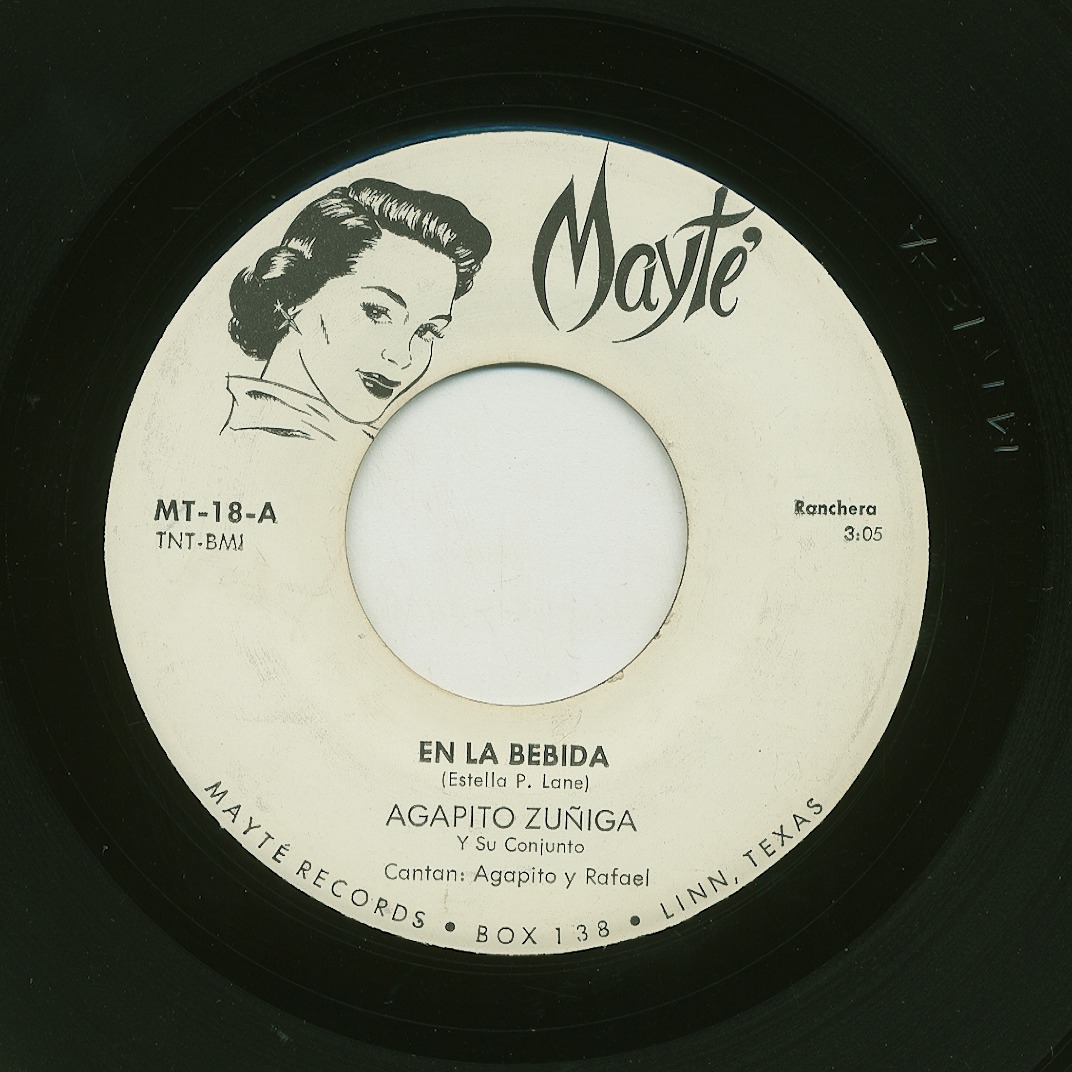 Mayté
MT-18-A
TNT-BMI
Ranchera
3:05
EN LA BEBIDA
(Estella P. Lane)
AGAPITO ZUÑIGA
Y Su Conjunto
Cantan: Agapito y Rafael
MAYTÉ RECORDS • BOX 138 • LINN, TEXAS